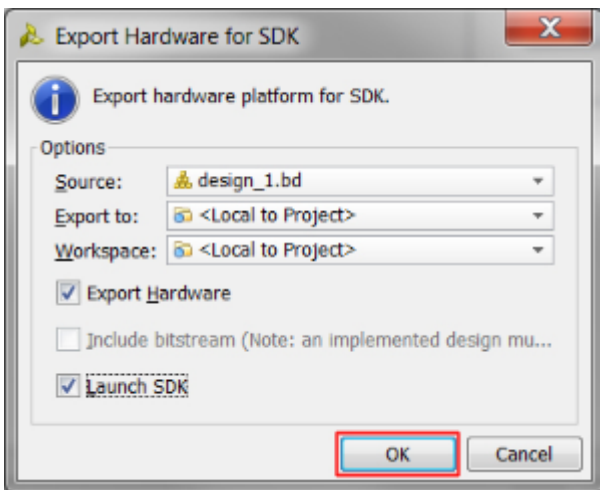 Export Hardware for SDK
Export hardware platform for SDK.
Options
Source: design_1.bd
Export to: <Local to Project>
Workspace: <Local to Project>
Export Hardware
Include bitstream (Note: an implemented design mu...
Launch SDK
OK Cancel